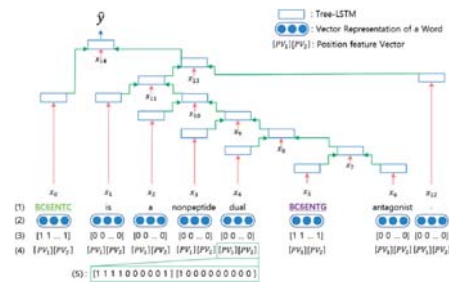 ŷ
: Tree-LSTM
: Vector Representation of a Word
[PV₁][PV₂] : Position feature Vector
x₁₄
x₁₃
x₁₁
x₁₀
x₉
x₈
x₇
x₀ x₁ x₂ x₃ x₄ x₅ x₆ x₁₂
(1) BC6ENTC is a nonpeptide dual BC6ENTG antagonist .
(2)
(3) [1 1 ... 1] [0 0 ... 0] [0 0 ... 0] [0 0 ... 0] [0 0 ... 0] [1 1 ... 1] [0 0 ... 0] [0 0 ... 0]
(4) [PV₁][PV₂] [PV₁][PV₂] [PV₁][PV₂] [PV₁][PV₂] [PV₁][PV₂] [PV₁][PV₂] [PV₁][PV₂] [PV₁][PV₂]
(5) : [1 1 1 1 0 0 0 0 0 1] [1 0 0 0 0 0 0 0 0 0]